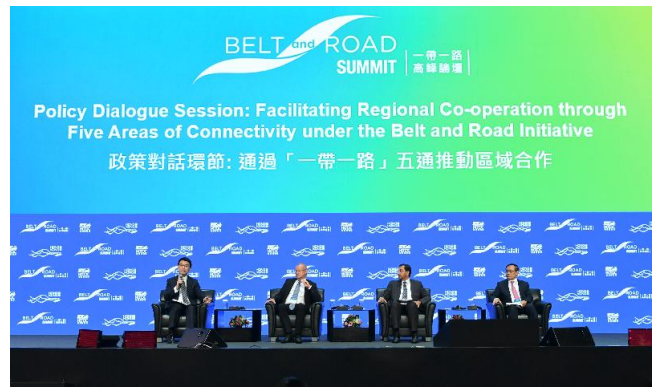 BELT and ROAD
SUMMIT
一帶一路
高峰論壇
Policy Dialogue Session: Facilitating Regional Co-operation through
Five Areas of Connectivity under the Belt and Road Initiative
政策對話環節: 通過「一帶一路」五通推動區域合作